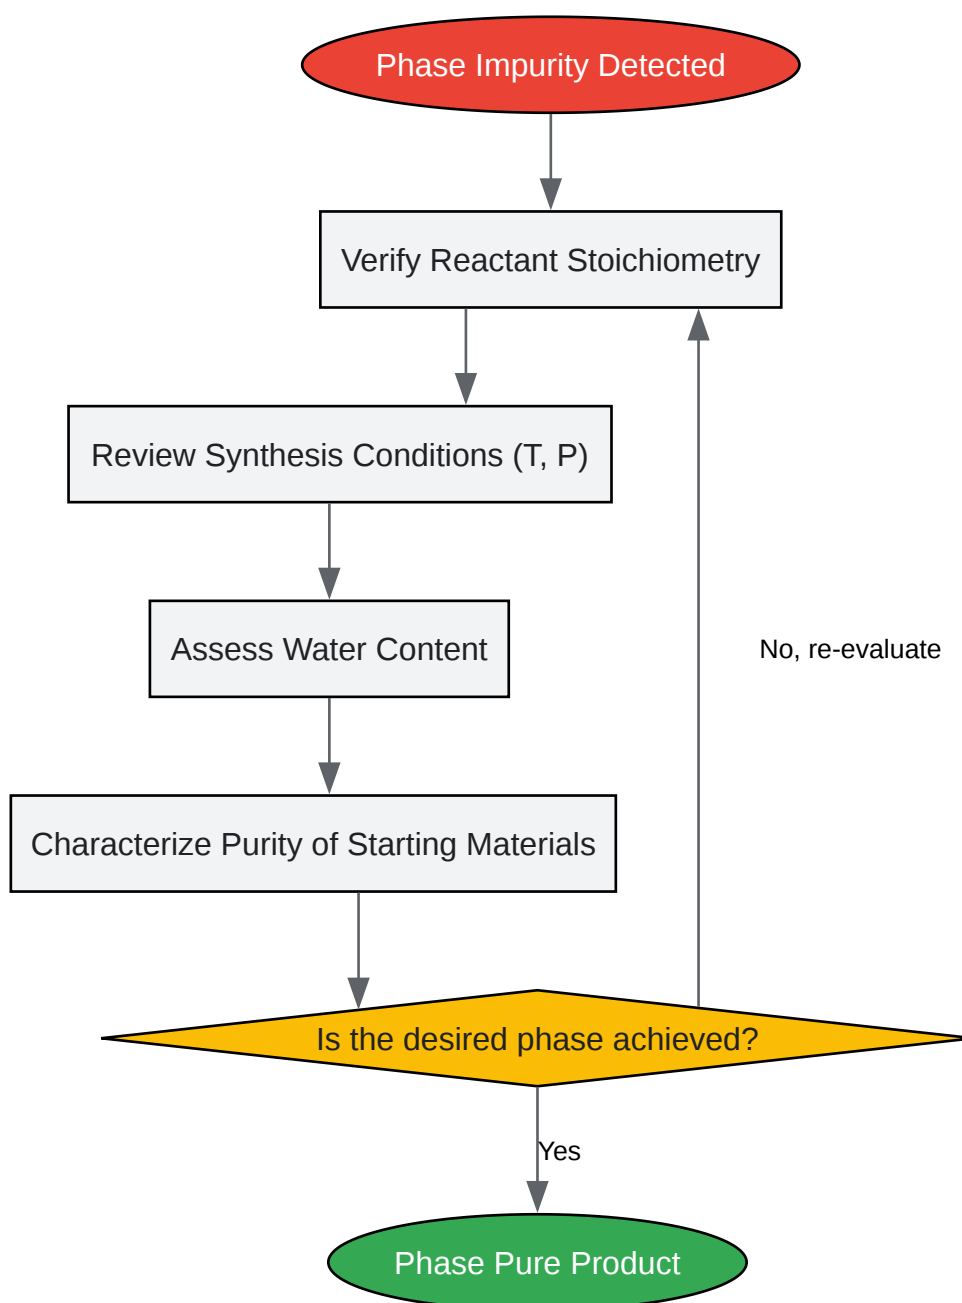 Phase Impurity Detected
Verify Reactant Stoichiometry
Review Synthesis Conditions (T, P)
Assess Water Content
No, re-evaluate
Characterize Purity of Starting Materials
Is the desired phase achieved?
Yes
Phase Pure Product